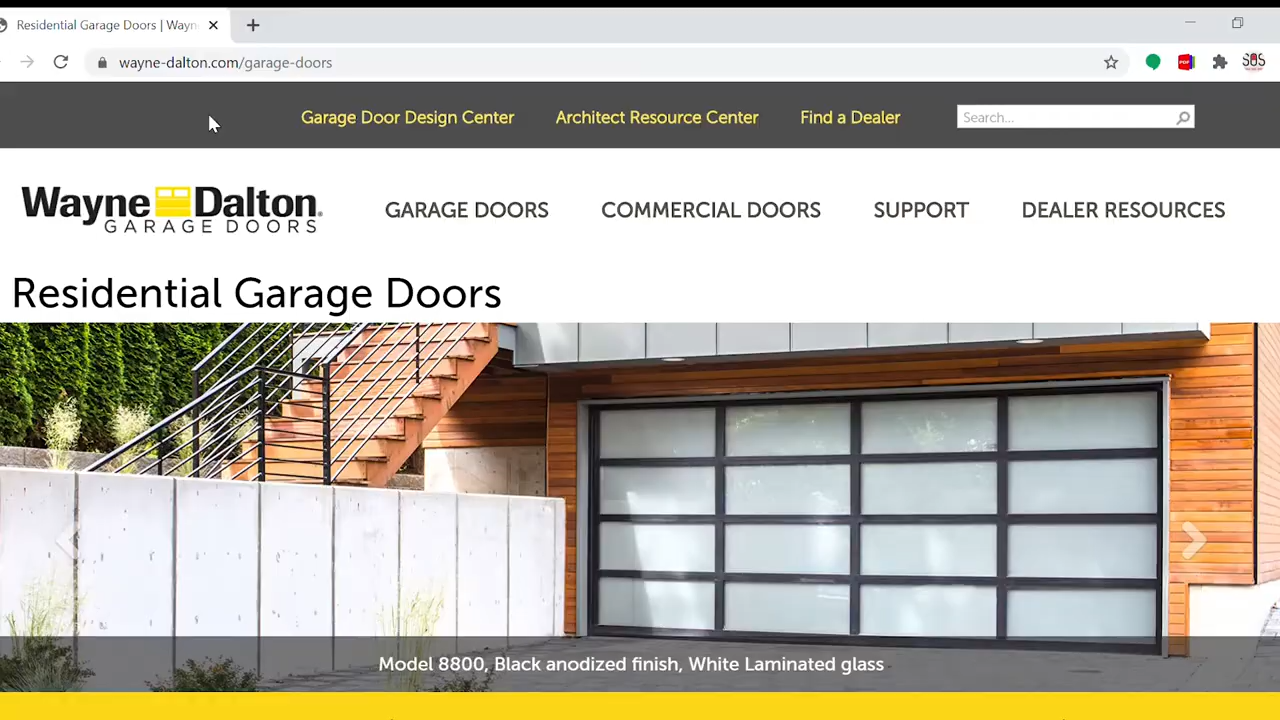 Residential Garage Doors | Wayn
wayne-dalton.com/garage-doors
PDF
SOS
Garage Door Design Center
Architect Resource Center
Find a Dealer
Search...
Wayne Dalton
GARAGE DOORS
GARAGE DOORS
COMMERCIAL DOORS
SUPPORT
DEALER RESOURCES
Residential Garage Doors
Model 8800, Black anodized finish, White Laminated glass